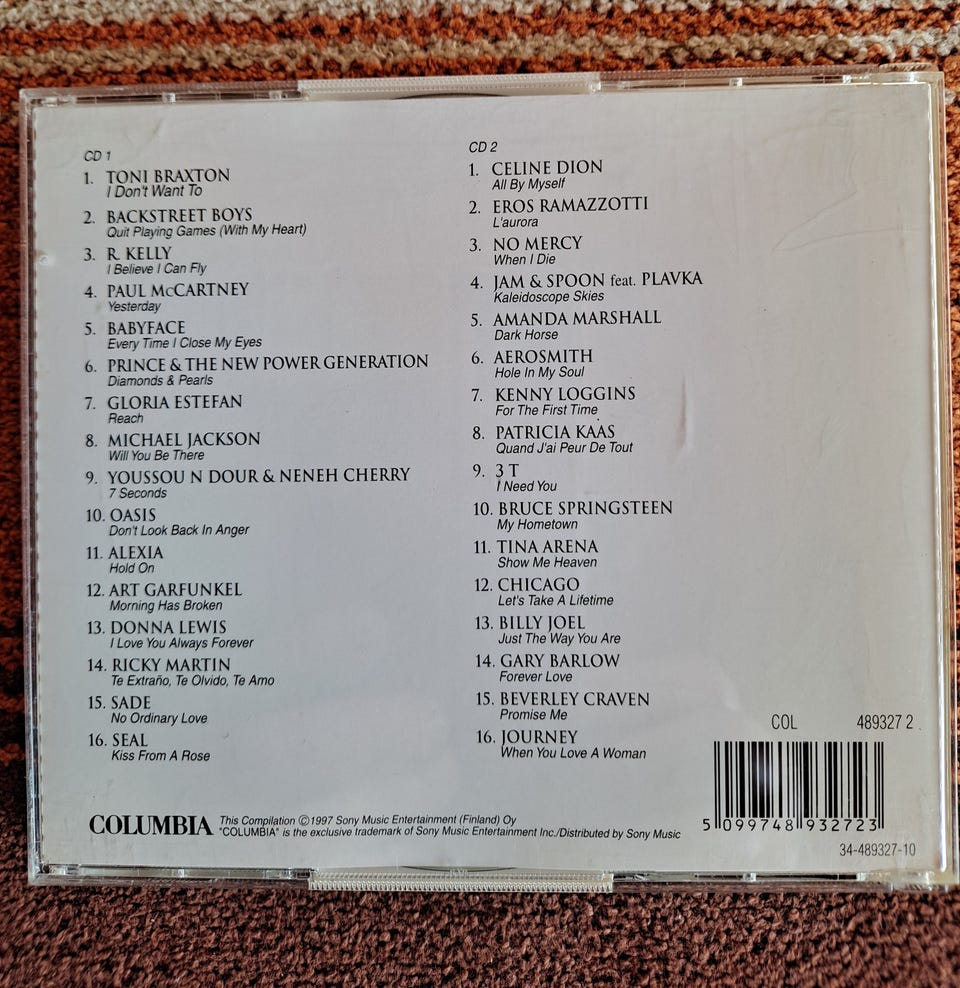 CD 1
1. TONI BRAXTON
I Don't Want To
2. BACKSTREET BOYS
Quit Playing Games (With My Heart)
3. R. KELLY
I Believe I Can Fly
4. PAUL McCARTNEY
Yesterday
5. BABYFACE
Every Time I Close My Eyes
6. PRINCE & THE NEW POWER GENERATION
Diamonds & Pearls
7. GLORIA ESTEFAN
Reach
8. MICHAEL JACKSON
Will You Be There
9. YOUSSOU N DOUR & NENEH CHERRY
7 Seconds
10. OASIS
Don't Look Back In Anger
11. ALEXIA
Hold On
12. ART GARFUNKEL
Morning Has Broken
13. DONNA LEWIS
I Love You Always Forever
14. RICKY MARTIN
Te Extraño, Te Olvido, Te Amo
15. SADE
No Ordinary Love
16. SEAL
Kiss From A Rose
CD 2
1. CELINE DION
All By Myself
2. EROS RAMAZZOTTI
L'aurora
3. NO MERCY
When I Die
4. JAM & SPOON feat. PLAVKA
Kaleidoscope Skies
5. AMANDA MARSHALL
Dark Horse
6. AEROSMITH
Hole In My Soul
7. KENNY LOGGINS
For The First Time
8. PATRICIA KAAS
Quand J'ai Peur De Tout
9. 3 T
I Need You
10. BRUCE SPRINGSTEEN
My Hometown
11. TINA ARENA
Show Me Heaven
12. CHICAGO
Let's Take A Lifetime
13. BILLY JOEL
Just The Way You Are
14. GARY BARLOW
Forever Love
15. BEVERLEY CRAVEN
Promise Me
16. JOURNEY
When You Love A Woman
COL 489327 2
5 099748 932723
34-489327-10
COLUMBIA
This Compilation ©1997 Sony Music Entertainment (Finland) Oy
"COLUMBIA" is the exclusive trademark of Sony Music Entertainment Inc./Distributed by Sony Music